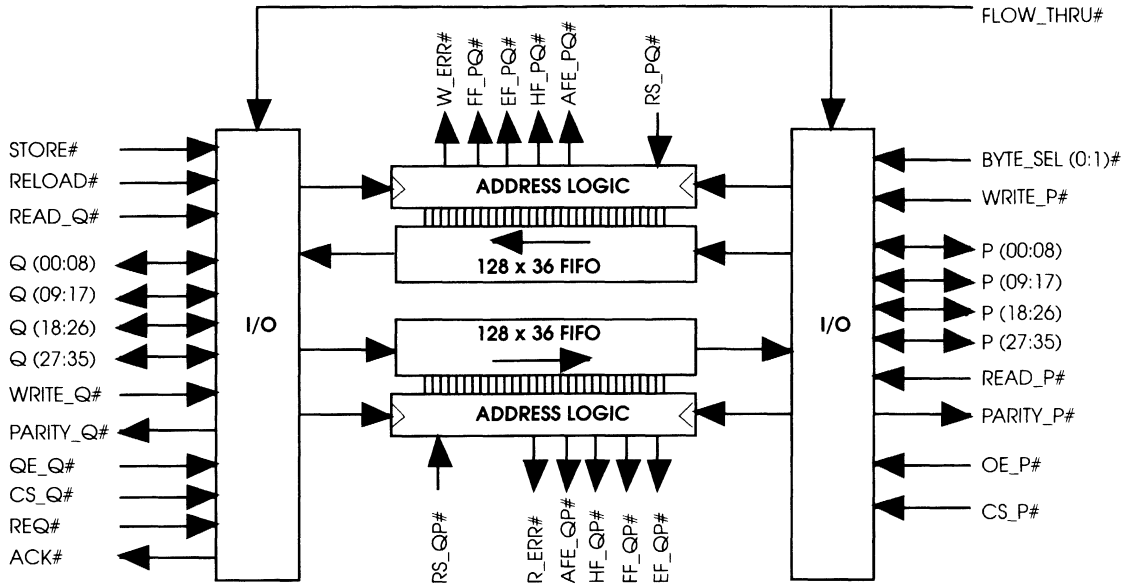 FLOW_THRU#
W_ERR#
FF_PQ#
EF_PQ#
HF_PQ#
AFE_PQ#
RS_PQ#
STORE#
RELOAD#
READ_Q#
Q (00:08)
Q (09:17)
Q (18:26)
Q (27:35)
WRITE_Q#
PARITY_Q#
QE_Q#
CS_Q#
REQ#
ACK#
I/O
ADDRESS LOGIC
128 x 36 FIFO
128 x 36 FIFO
ADDRESS LOGIC
RS_QP#
R_ERR#
AFE_QP#
HF_QP#
FF_QP#
EF_QP#
I/O
BYTE_SEL (0:1)#
WRITE_P#
P (00:08)
P (09:17)
P (18:26)
P (27:35)
READ_P#
PARITY_P#
OE_P#
CS_P#